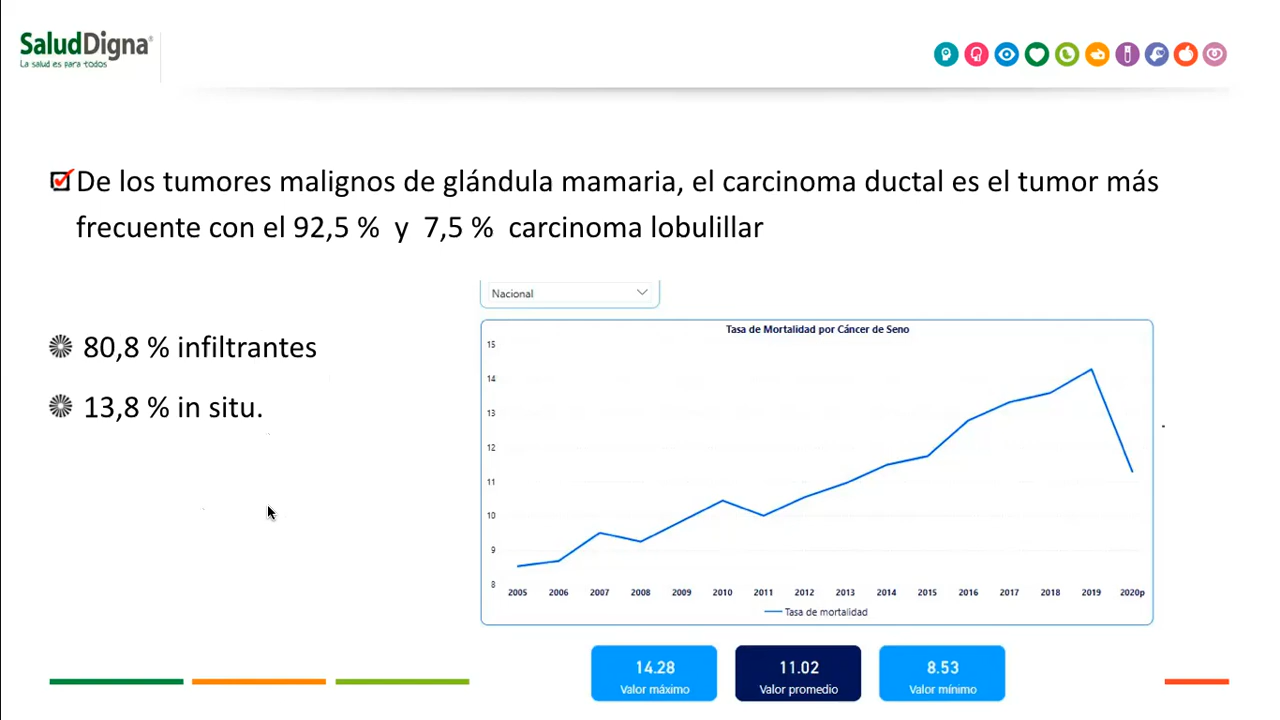 SaludDigna
La salud es para todos
De los tumores malignos de glándula mamaria, el carcinoma ductal es el tumor más
frecuente con el 92,5 % y 7,5 % carcinoma lobulillar
80,8 % infiltrantes
13,8 % in situ.
Nacional
Tasa de Mortalidad por Cáncer de Seno
15
14
13
12
11
10
9
8
2005 2006 2007 2008 2009 2010 2011 2012 2013 2014 2015 2016 2017 2018 2019 2020p
Tasa de mortalidad
14.28 11.02 8.53
Valor máximo Valor promedio Valor mínimo